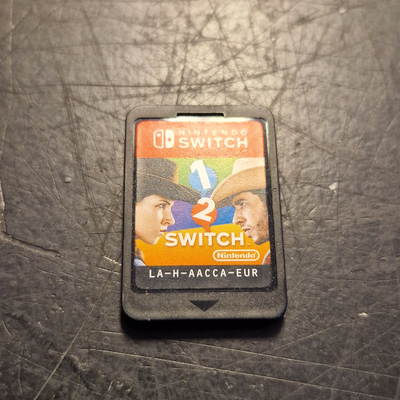 NINTENDO
SWITCH
1
2
SWITCH
Nintendo
LA-H-AACCA-EUR